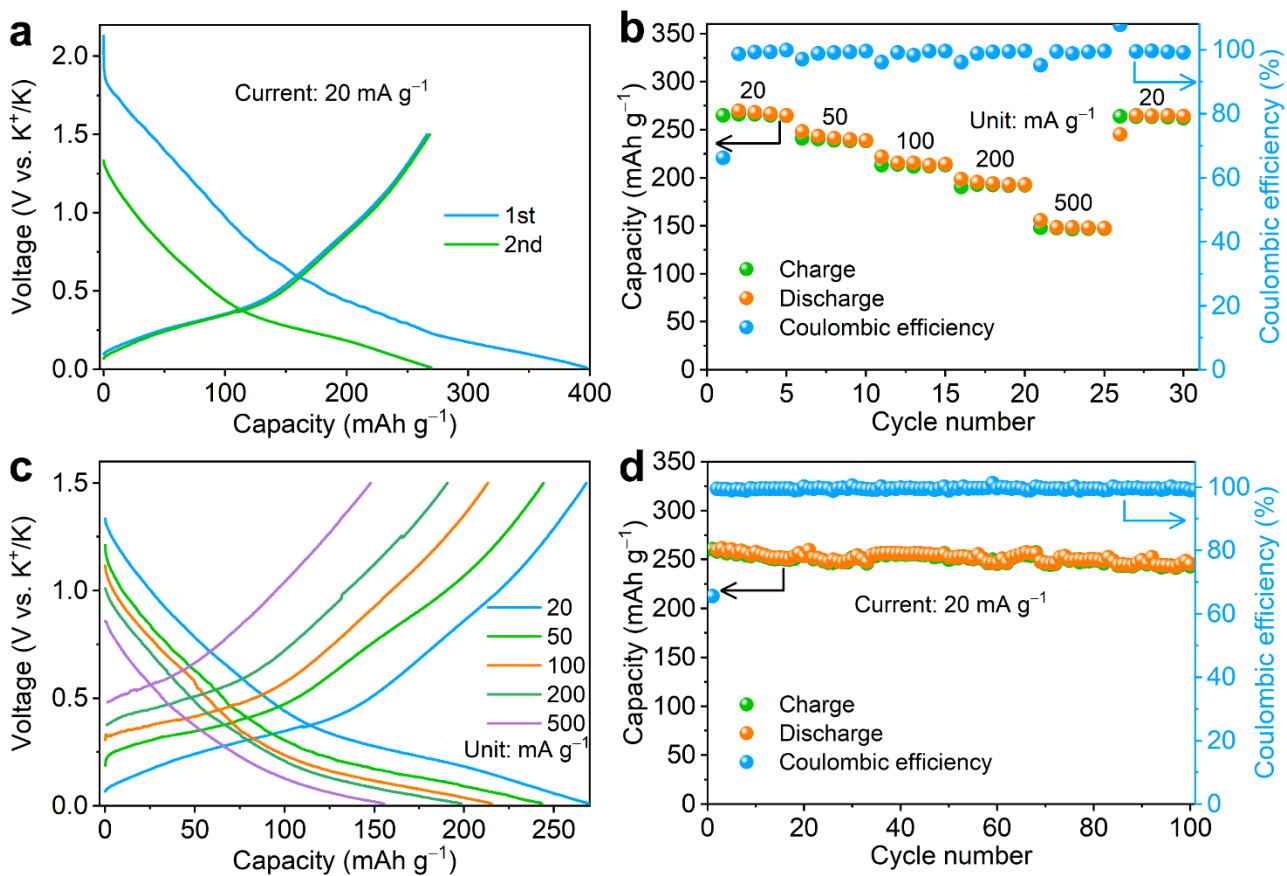 a
2.0
1.5
1.0
0.5
0.0
Voltage (V vs. K⁺/K)
Current: 20 mA g⁻¹
1st
2nd
0 100 200 300 400
Capacity (mAh g⁻¹)
b
350
300
250
200
150
100
50
0
Capacity (mAh g⁻¹)
20
50
100
200
500
20
Unit: mA g⁻¹
Charge
Discharge
Coulombic efficiency
100
80
60
40
20
0
Coulombic efficiency (%)
0 5 10 15 20 25 30
Cycle number
c
1.5
1.0
0.5
0.0
Voltage (V vs. K⁺/K)
20
50
100
200
500
Unit: mA g⁻¹
0 50 100 150 200 250
Capacity (mAh g⁻¹)
d
350
300
250
200
150
100
50
0
Capacity (mAh g⁻¹)
Current: 20 mA g⁻¹
Charge
Discharge
Coulombic efficiency
100
80
60
40
20
0
Coulombic efficiency (%)
0 20 40 60 80 100
Cycle number